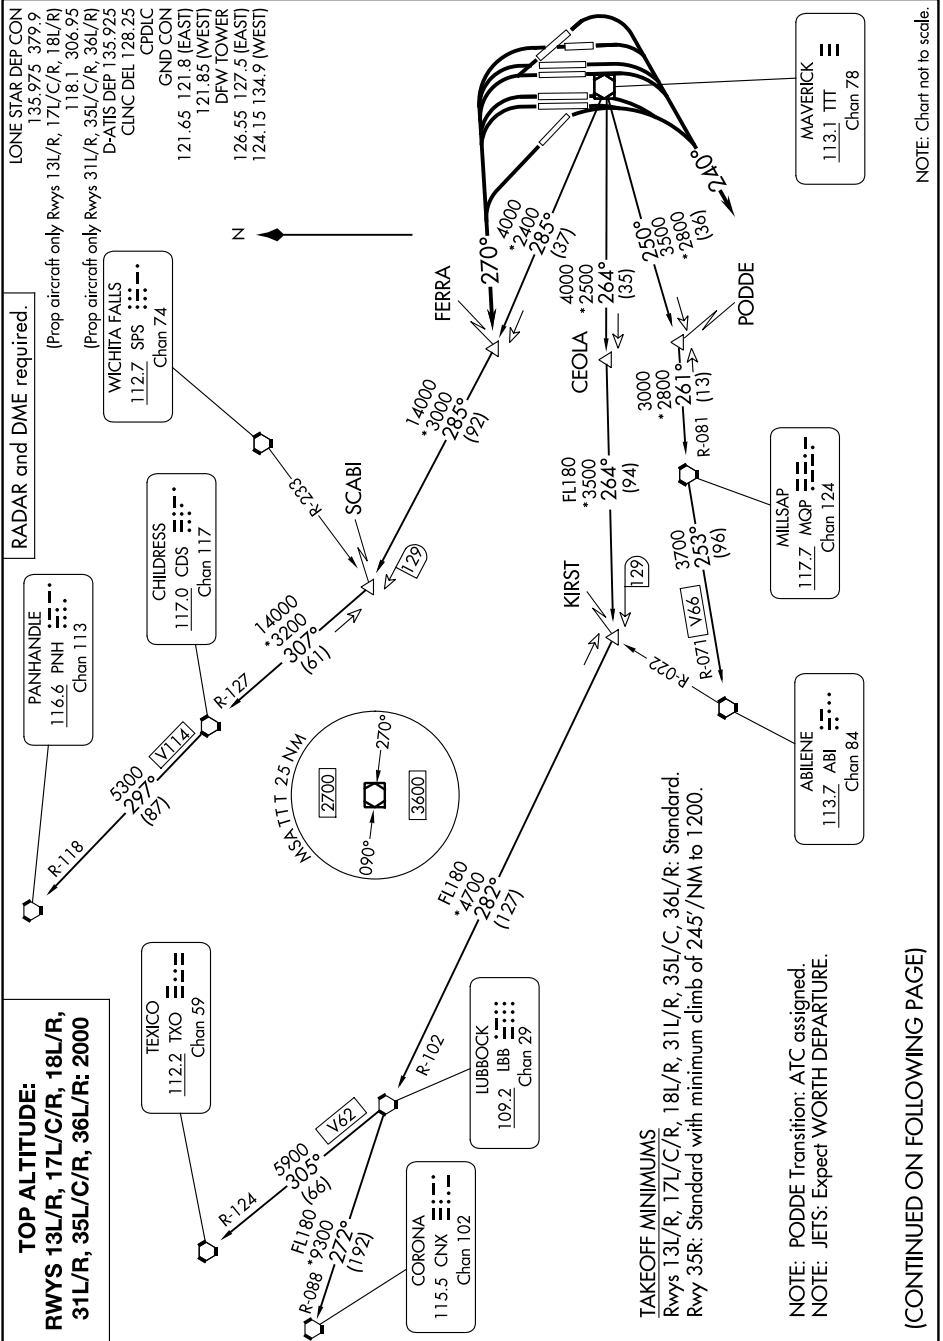 TOP ALTITUDE:
RWYS 13L/R, 17L/C/R, 18L/R,
31L/R, 35L/C/R, 36L/R: 2000
RADAR and DME required.
LONE STAR DEP CON
135.975 379.9
(Prop aircraft only Rwys 13L/R, 17L/C/R, 18L/R)
118.1 306.95
(Prop aircraft only Rwys 31L/R, 35L/C/R, 36L/R)
D-ATIS DEP 135.925
CLNC DEL 128.25
CPDLC
GND CON
121.65 121.8 (EAST)
121.85 (WEST)
DFW TOWER
126.55 127.5 (EAST)
124.15 134.9 (WEST)
PANHANDLE
116.6 PNH
Chan 113
CHILDRESS
117.0 CDS
Chan 117
WICHITA FALLS
112.7 SPS
Chan 74
N
R-118
5300
297°
(87)
V114
R-127
14000
*3200
307°
(61)
R-233
SCABI
129
14000
*3000
285°
(92)
FERRA
270°
4000
*2400
285°
(37)
TEXICO
112.2 TXO
Chan 59
MSA TTT 25 NM
2700
090°
270°
3600
R-124
5900
305°
(66)
V62
R-088
FL180
*9300
272°
(192)
CORONA
115.5 CNX
Chan 102
LUBBOCK
109.2 LBB
Chan 29
R-102
FL180
*4700
282°
(127)
KIRST
129
R-022
FL180
*3500
264°
(94)
CEOLA
4000
*2500
264°
(35)
250°
3500
*2800
(36)
240°
PODDE
3000
*2800
261°
(13)
R-081
3700
253°
(96)
V66
R-071
ABILENE
113.7 ABI
Chan 84
MILLSAP
117.7 MQP
Chan 124
MAVERICK
113.1 TTT
Chan 78
TAKEOFF MINIMUMS
Rwys 13L/R, 17L/C/R, 18L/R, 31L/R, 35L/C, 36L/R: Standard.
Rwy 35R: Standard with minimum climb of 245'/NM to 1200.
NOTE: PODDE Transition: ATC assigned.
NOTE: JETS: Expect WORTH DEPARTURE.
(CONTINUED ON FOLLOWING PAGE)
NOTE: Chart not to scale.